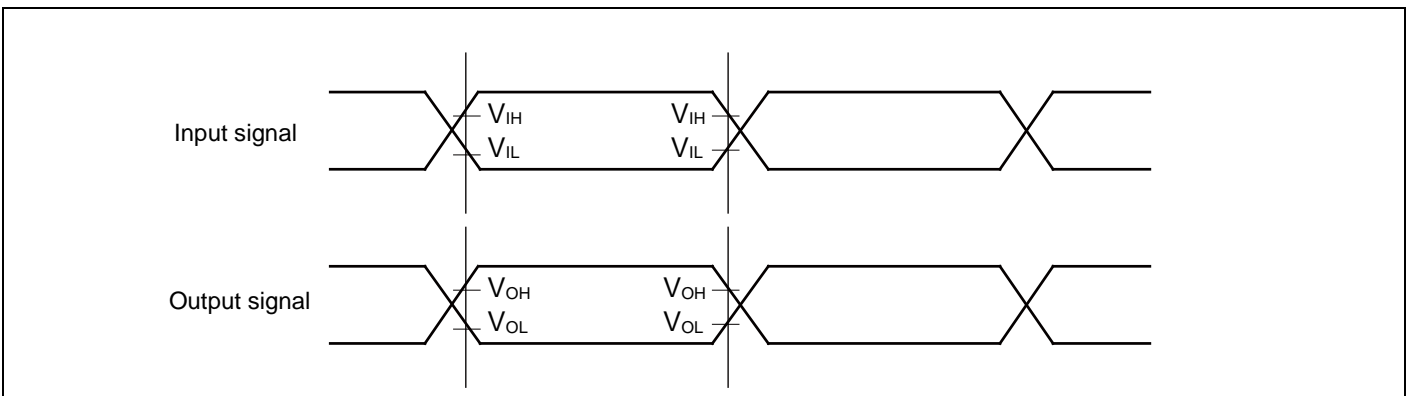 Input signal
VIH VIH
VIL VIL
Output signal
VOH VOH
VOL VOL